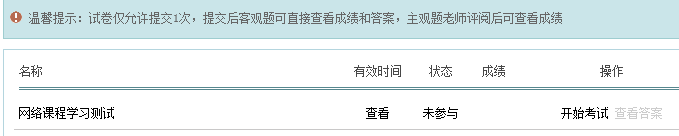 温馨提示：试卷仅允许提交1次，提交后客观题可直接查看成绩和答案，主观题老师评阅后可查看成绩
名称 有效时间 状态 成绩 操作
网络课程学习测试 查看 未参与 开始考试 查看答案